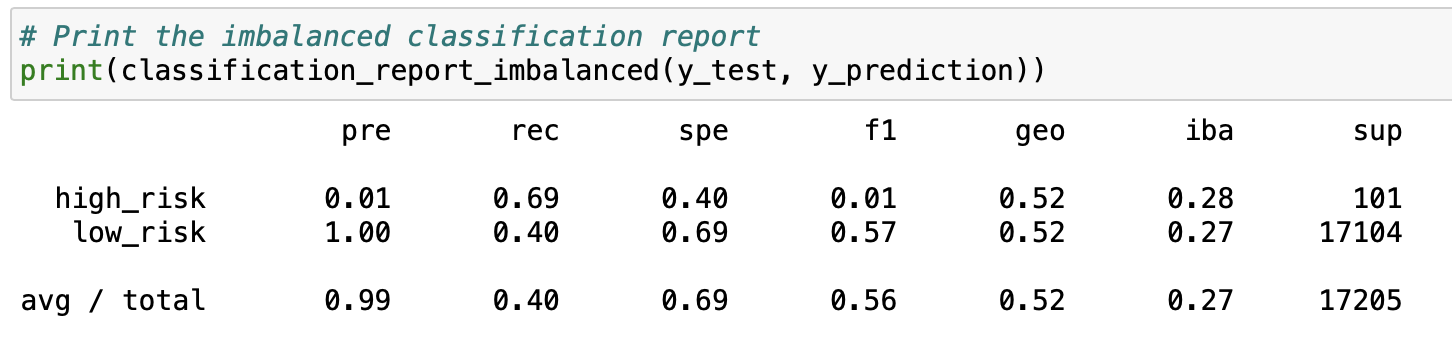 # Print the imbalanced classification report
print(classification_report_imbalanced(y_test, y_prediction))
pre rec spe f1 geo iba sup
high_risk 0.01 0.69 0.40 0.01 0.52 0.28 101
low_risk 1.00 0.40 0.69 0.57 0.52 0.27 17104
avg / total 0.99 0.40 0.69 0.56 0.52 0.27 17205